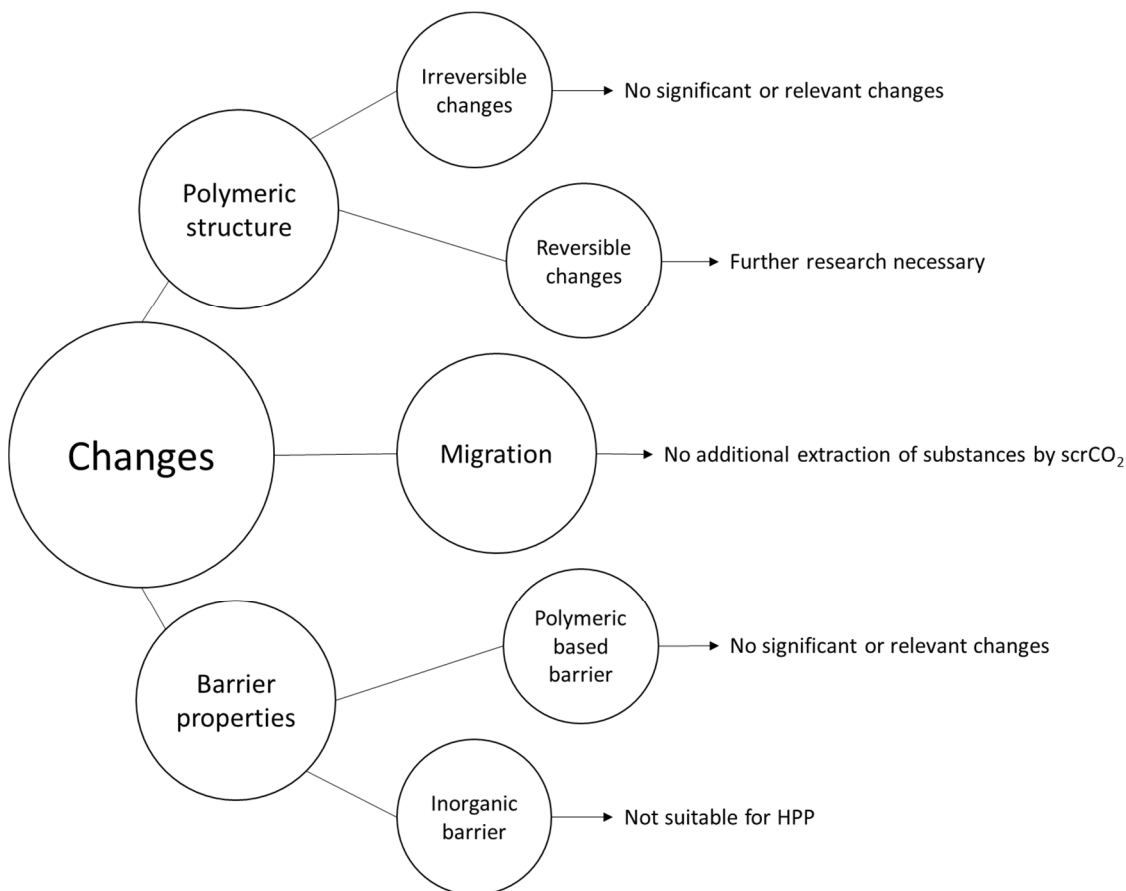 Irreversible
changes
No significant or relevant changes
Polymeric
structure
Reversible
changes
Further research necessary
Changes
Migration
No additional extraction of substances by scrCO₂
Polymeric
based
barrier
No significant or relevant changes
Barrier
properties
Inorganic
barrier
Not suitable for HPP